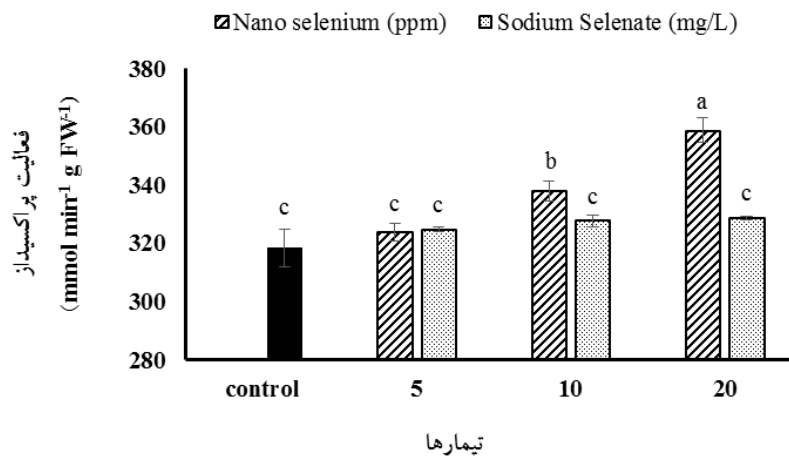 Nano selenium (ppm) Sodium Selenate (mg/L)
380
360
340
320
300
280
فعالیت پراکسیداز
(mmol min⁻¹ g FW⁻¹)
c
c
c
b
c
a
c
control 5 10 20
تیمارها